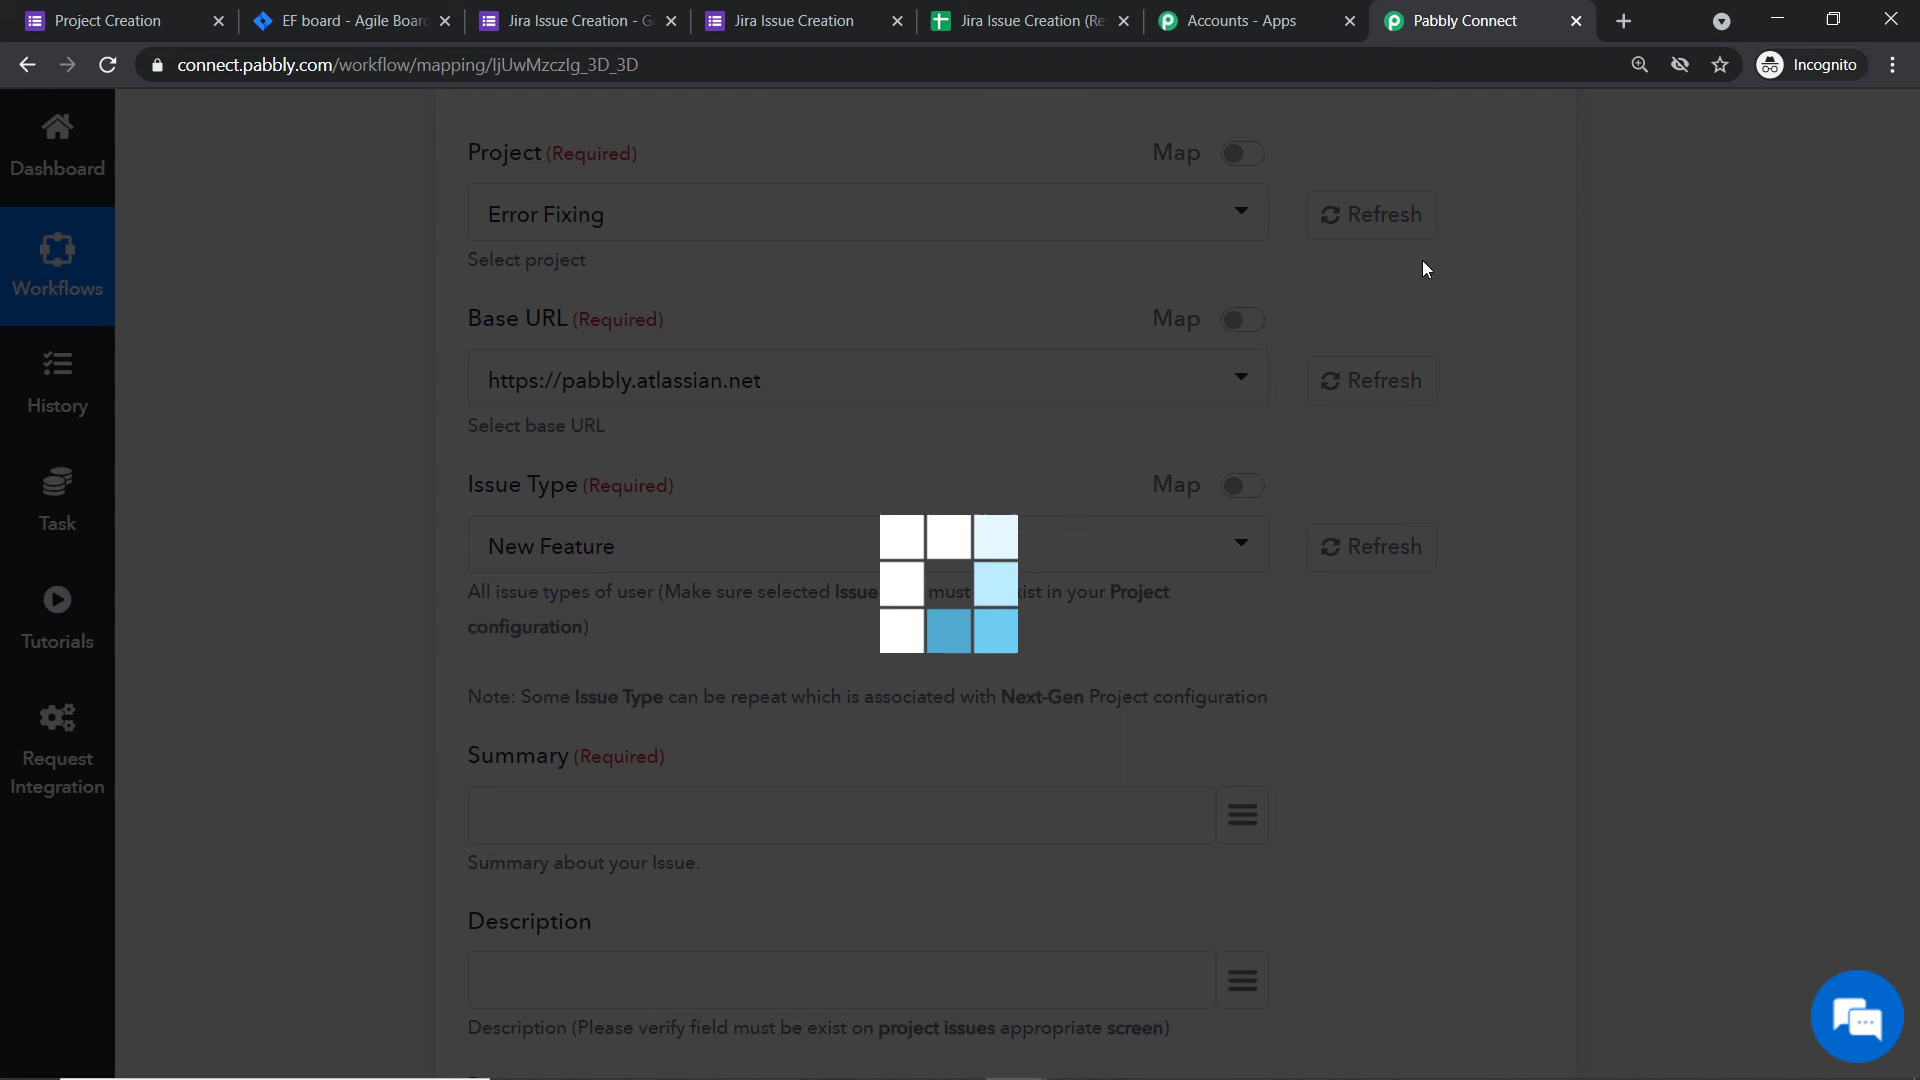 Project Creation
EF board - Agile Boar
Jira Issue Creation - G
Jira Issue Creation
Jira Issue Creation (Re
Accounts - Apps
Pabbly Connect
connect.pabbly.com/workflow/mapping/IjUwMzczIg_3D_3D
Incognito
Dashboard
Workflows
History
Task
Tutorials
Request
Integration
Project (Required)
Map
Error Fixing
Refresh
Select project
Base URL (Required)
Map
https://pabbly.atlassian.net
Refresh
Select base URL
Issue Type (Required)
Map
New Feature
Refresh
All issue types of user (Make sure selected Issue must ist in your Project
configuration)
Note: Some Issue Type can be repeat which is associated with Next-Gen Project configuration
Summary (Required)
Summary about your Issue.
Description
Description (Please verify field must be exist on project issues appropriate screen)